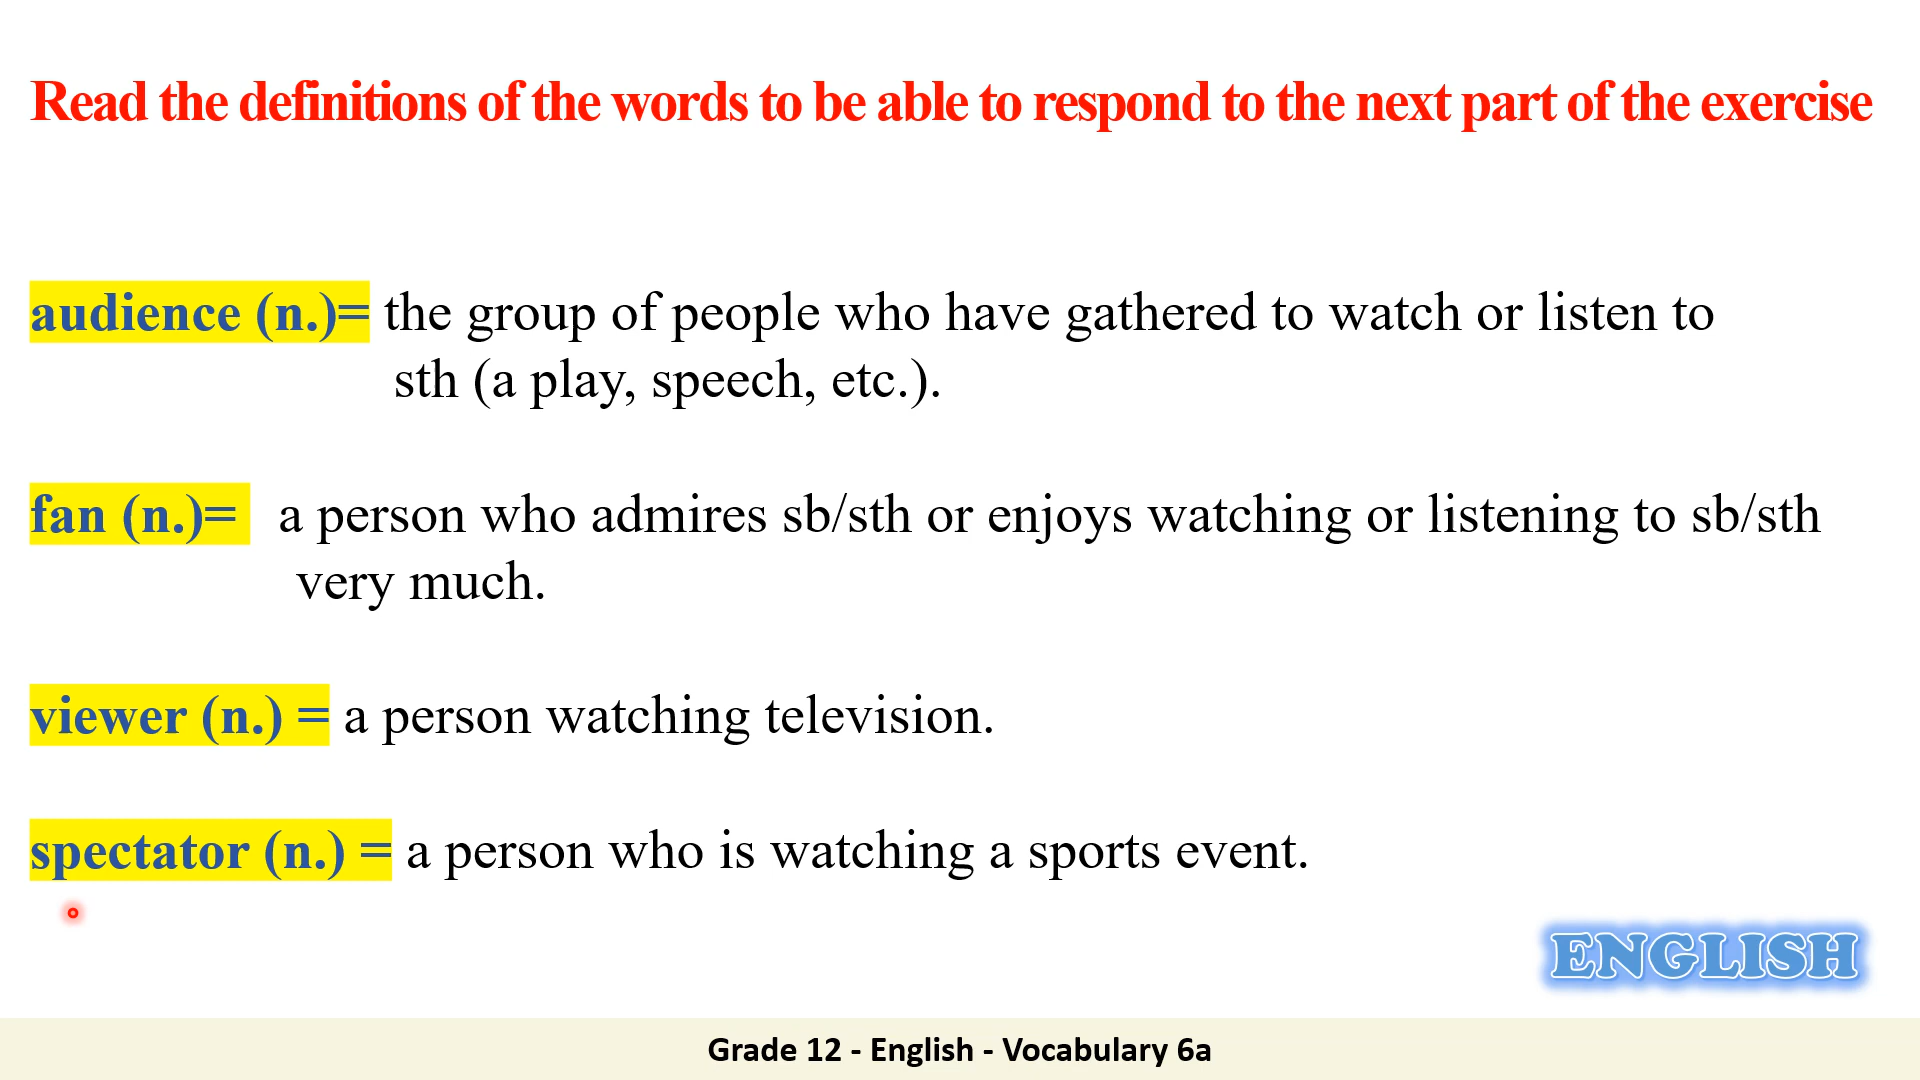 Read the definitions of the words to be able to respond to the next part of the exercise
audience (n.)= the group of people who have gathered to watch or listen to
sth (a play, speech, etc.).
fan (n.)= a person who admires sb/sth or enjoys watching or listening to sb/sth
very much.
viewer (n.) = a person watching television.
spectator (n.) = a person who is watching a sports event.
ENGLISH
Grade 12 - English - Vocabulary 6a